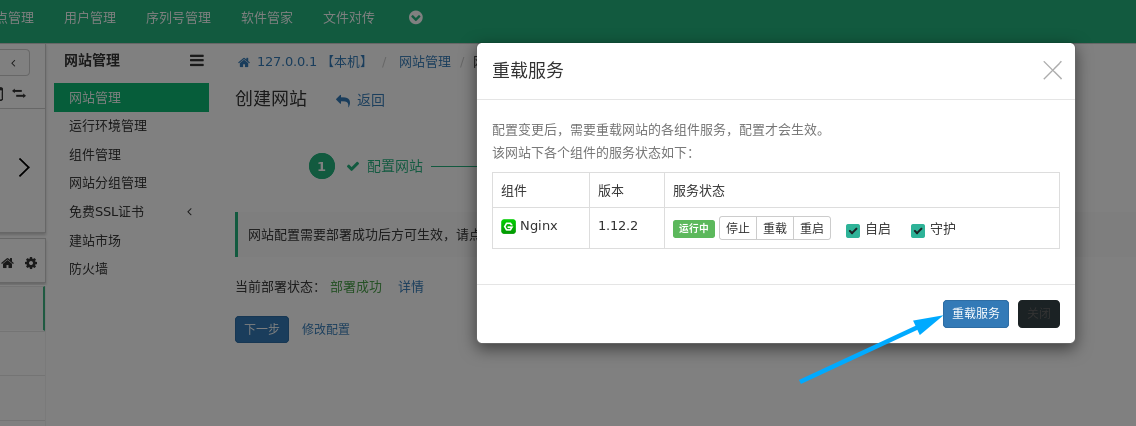 点管理 用户管理 序列号管理 软件管家 文件对传
网站管理
网站管理
运行环境管理
组件管理
网站分组管理
免费SSL证书
建站市场
防火墙
127.0.0.1 【本机】 / 网站管理 /
创建网站 返回
1 配置网站
网站配置需要部署成功后方可生效，请点
当前部署状态： 部署成功 详情
下一步 修改配置
重载服务
配置变更后，需要重载网站的各组件服务，配置才会生效。
该网站下各个组件的服务状态如下：
组件 版本 服务状态
Nginx 1.12.2 运行中 停止 重载 重启 自启 守护
重载服务 关闭